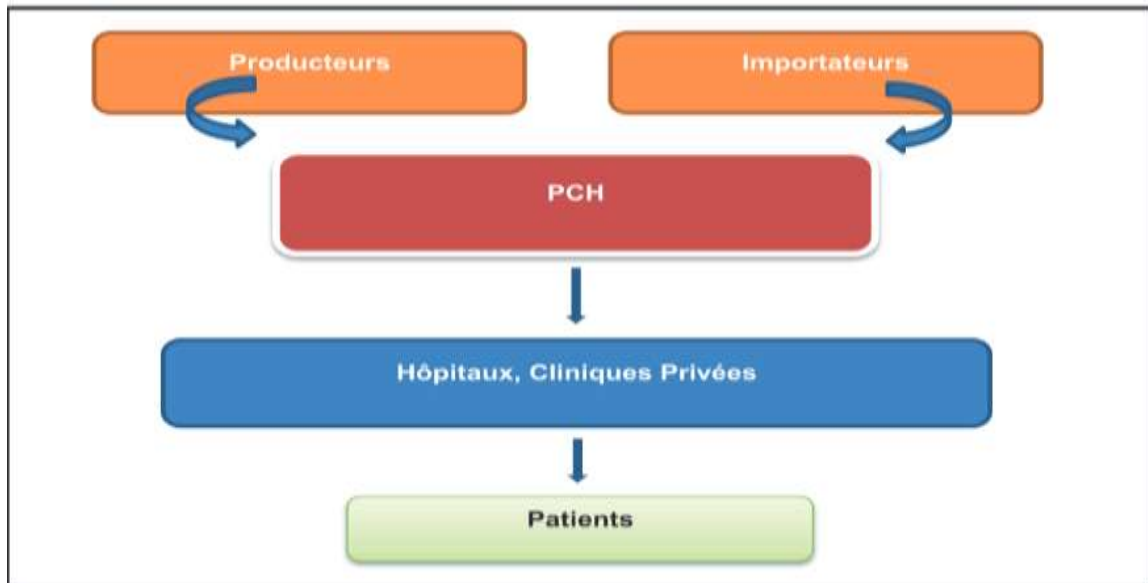 Producteurs
Importateurs
PCH
Hôpitaux, Cliniques Privées
Patients